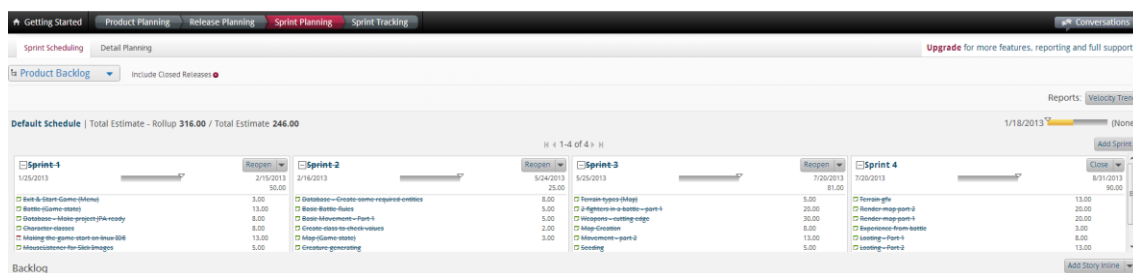 Getting Started Product Planning Release Planning Sprint Planning Sprint Tracking Conversations
Sprint Scheduling Detail Planning Upgrade for more features, reporting and full support
Product Backlog Include Closed Releases
Reports: Velocity Tren
Default Schedule | Total Estimate - Rollup 316.00 / Total Estimate 246.00 1/18/2013 (None
1-4 of 4 Add Sprint
Sprint 1 Reopen Sprint 2 Reopen Sprint 3 Reopen Sprint 4 Close
1/25/2013 2/15/2013 2/16/2013 5/24/2013 5/25/2013 7/20/2013 7/20/2013 8/31/2013
50.00 25.00 81.00 90.00
Exit & Start Game (Menu) 3.00 Database - Create some required entities 8.00 Terrain types (Map) 5.00 Terrain gfx 13.00
Battle (Game state) 13.00 Base Battle Rules 5.00 2 fighters in a battle - part 1 20.00 Render map part 2 20.00
Database - Make project JPA ready 8.00 Basic Movement - Part 1 5.00 Weapons - cutting edge 30.00 Render map part 1 20.00
Character classes 8.00 Create class to check values 2.00 Map Creation 8.00 Experience from battle 3.00
Making the game start on linux IDE 13.00 Map (Game state) 3.00 Movement - part 2 13.00 Looting - Part 1 8.00
MouseListener for Slick Images 5.00 Creature generating Seeding 5.00 Looting - Part 2 13.00
Backlog Add Story Inline